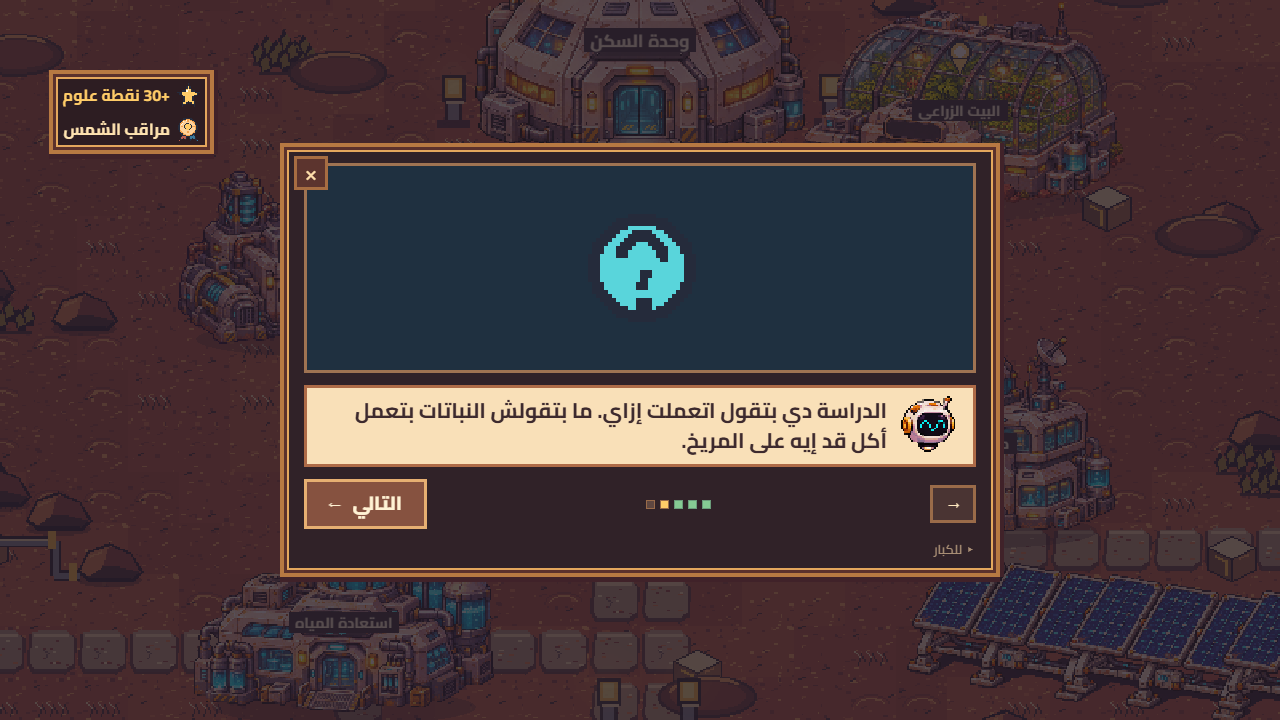 وحدة السكن
البيت الزراعي
+30 نقطة علوم
مراقب الشمس
×
؟
الدراسة دي بتقول اتعملت إزاي. ما بتقولش النباتات بتعمل
أكل قد إيه على المريخ.
→
التالي ←
‣ للكبار
استعادة المياه